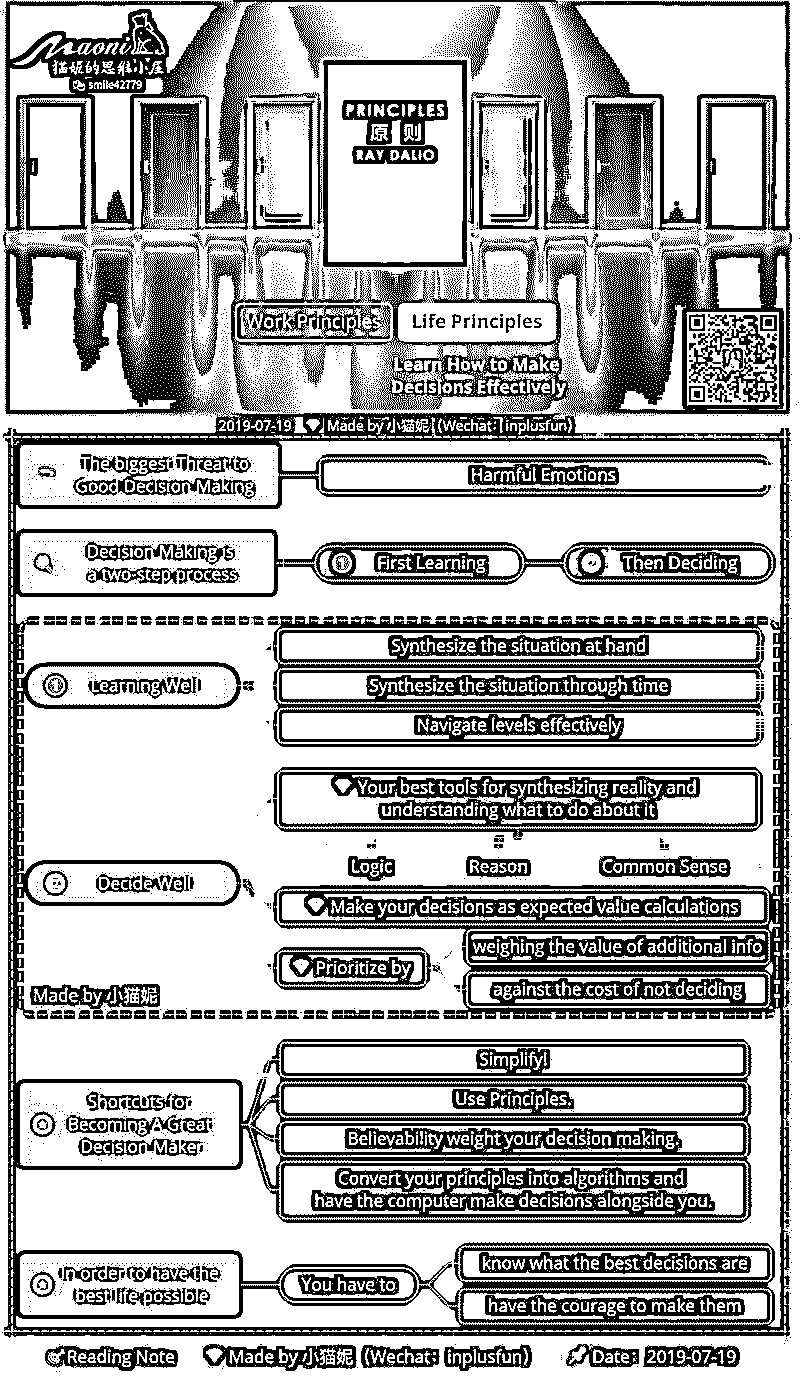 Maoni
猫妮的思维小屋
smile42779
PRINCIPLES
原 则
RAY DALIO
Work Principles
Life Principles
Learn How to Make
Decisions Effectively
2019-07-19 Made by 小猫妮 (Wechat: inplusfun)
The biggest Threat to
Good Decision Making
Harmful Emotions
Decision Making is
a two-step process
First Learning
Then Deciding
Learning Well
Synthesize the situation at hand
Synthesize the situation through time
Navigate levels effectively
Decide Well
Your best tools for synthesizing reality and
understanding what to do about it
Logic
Reason
Common Sense
Make your decisions as expected value calculations
Prioritize by
weighing the value of additional info
against the cost of not deciding
Made by 小猫妮
Shortcuts for
Becoming A Great
Decision Maker
Simplify!
Use Principles.
Believability weight your decision making.
Convert your principles into algorithms and
have the computer make decisions alongside you.
In order to have the
best life possible
You have to
know what the best decisions are
have the courage to make them
Reading Note Made by 小猫妮 (Wechat: inplusfun) Date: 2019-07-19